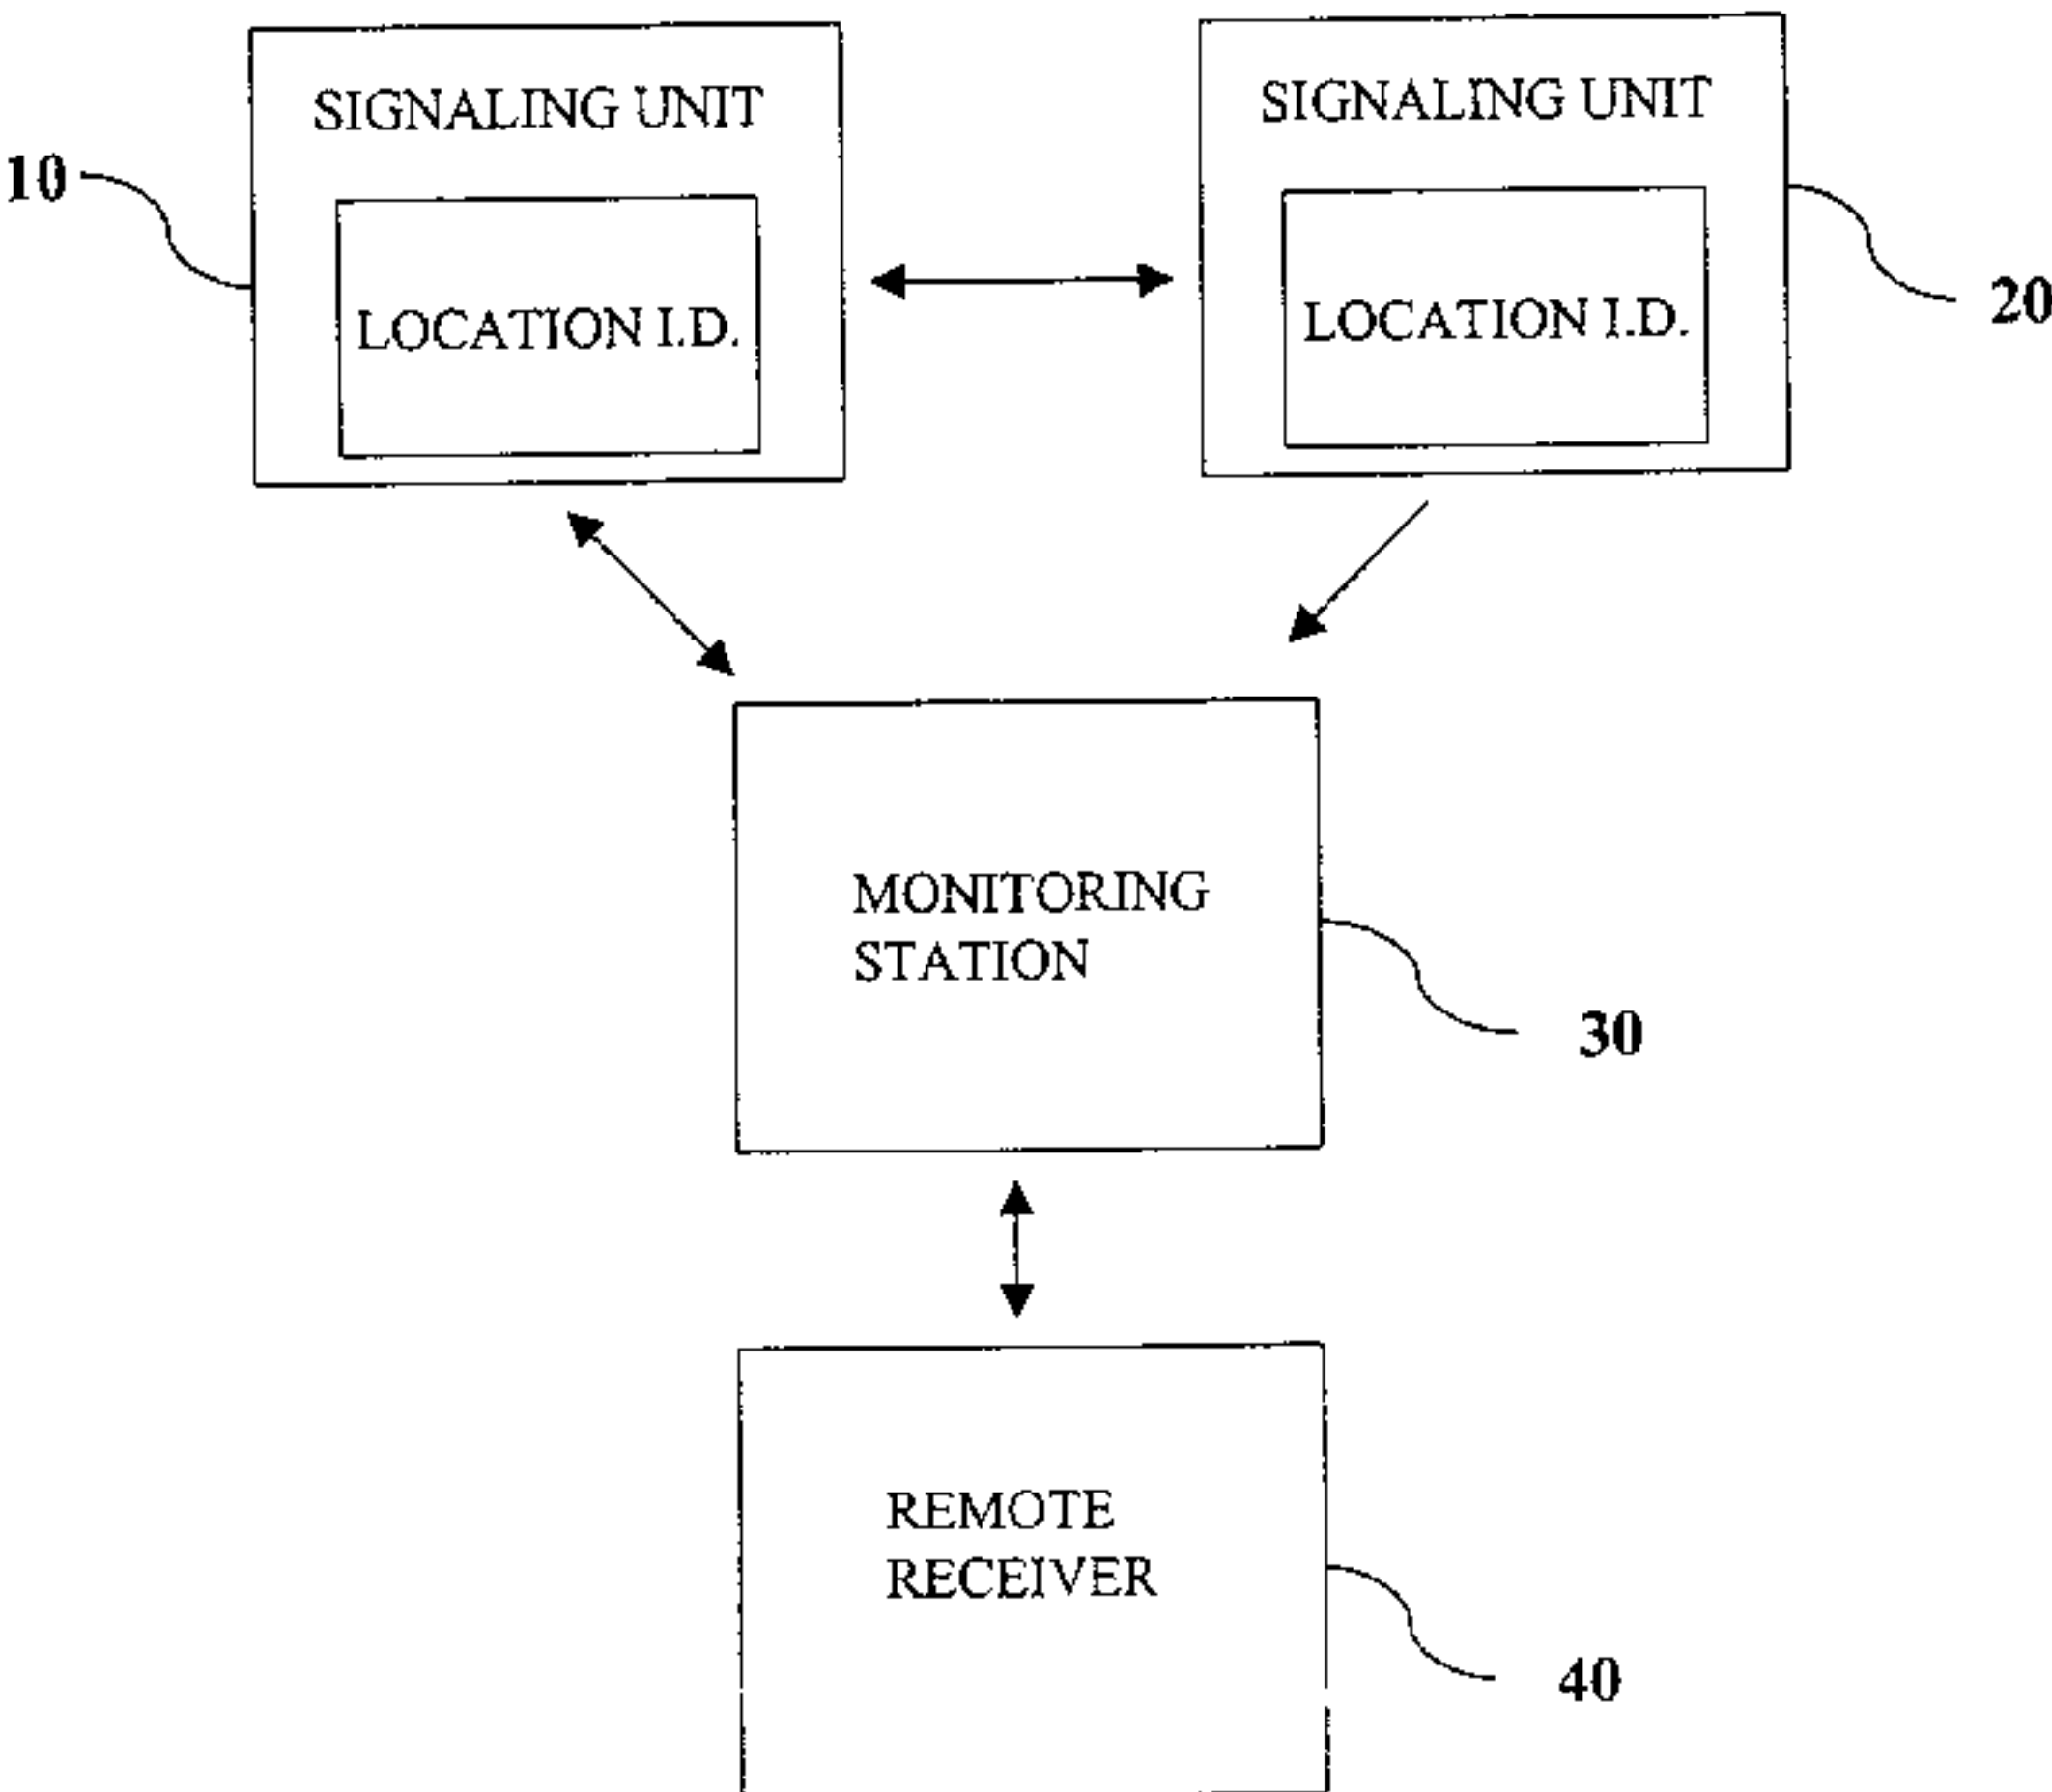 SIGNALING UNIT
LOCATION I.D.
10
SIGNALING UNIT
LOCATION I.D.
20
MONITORING
STATION
30
REMOTE
RECEIVER
40